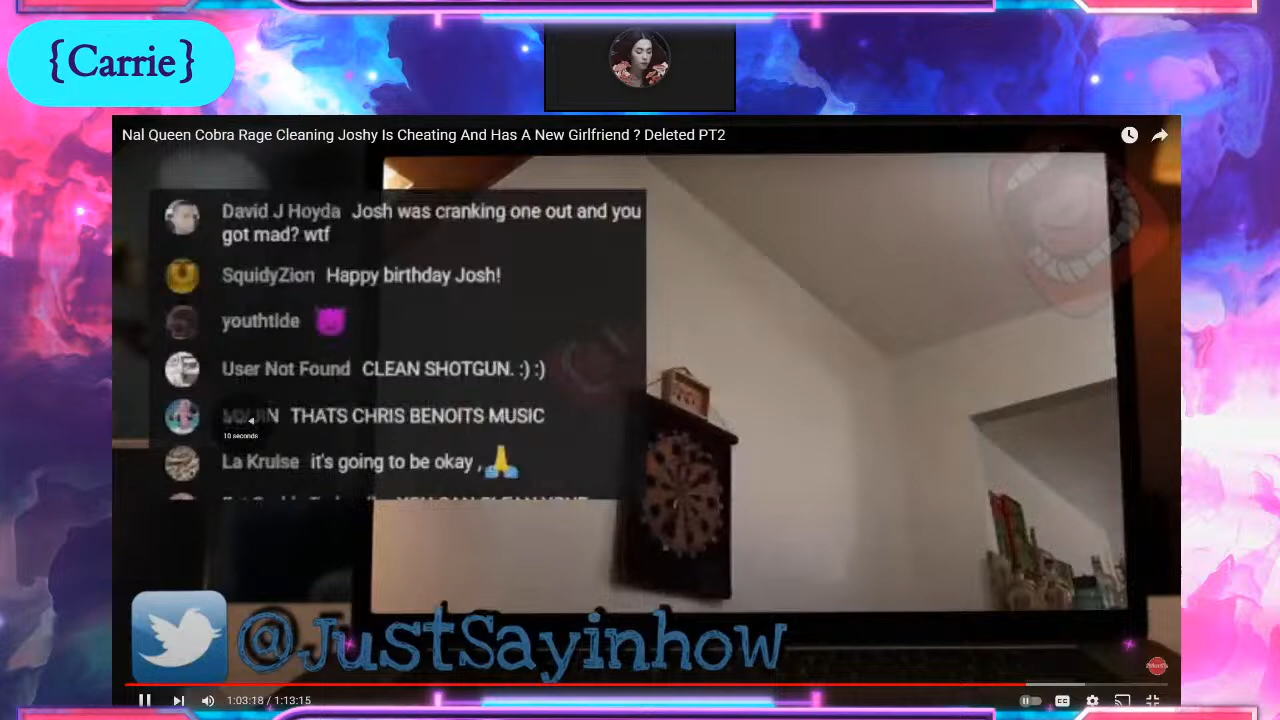 {Carrie}
Nal Queen Cobra Rage Cleaning Joshy Is Cheating And Has A New Girlfriend ? Deleted PT2
David J Hoyda Josh was cranking one out and you
got mad? wtf
SquidyZion Happy birthday Josh!
youthtide
User Not Found CLEAN SHOTGUN. :) :)
THATS CHRIS BENOITS MUSIC
10 seconds
La Kruise it's going to be okay ,
@JustSayinhow
1:03:18 / 1:13:15
CC